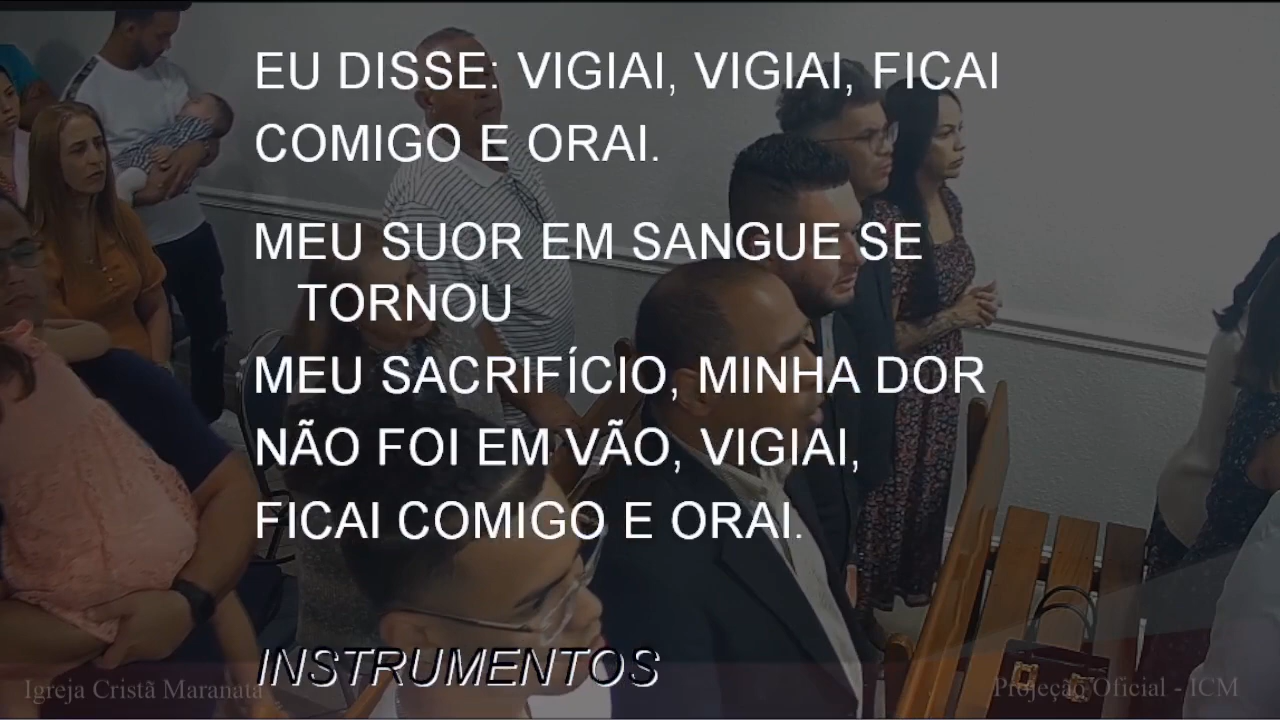 EU DISSE: VIGIAI, VIGIAI, FICAI
COMIGO E ORAI.
MEU SUOR EM SANGUE SE
TORNOU
MEU SACRIFÍCIO, MINHA DOR
NÃO FOI EM VÃO, VIGIAI,
FICAI COMIGO E ORAI.
INSTRUMENTOS
Igreja Cristã Maranata
Projeção Oficial - ICM